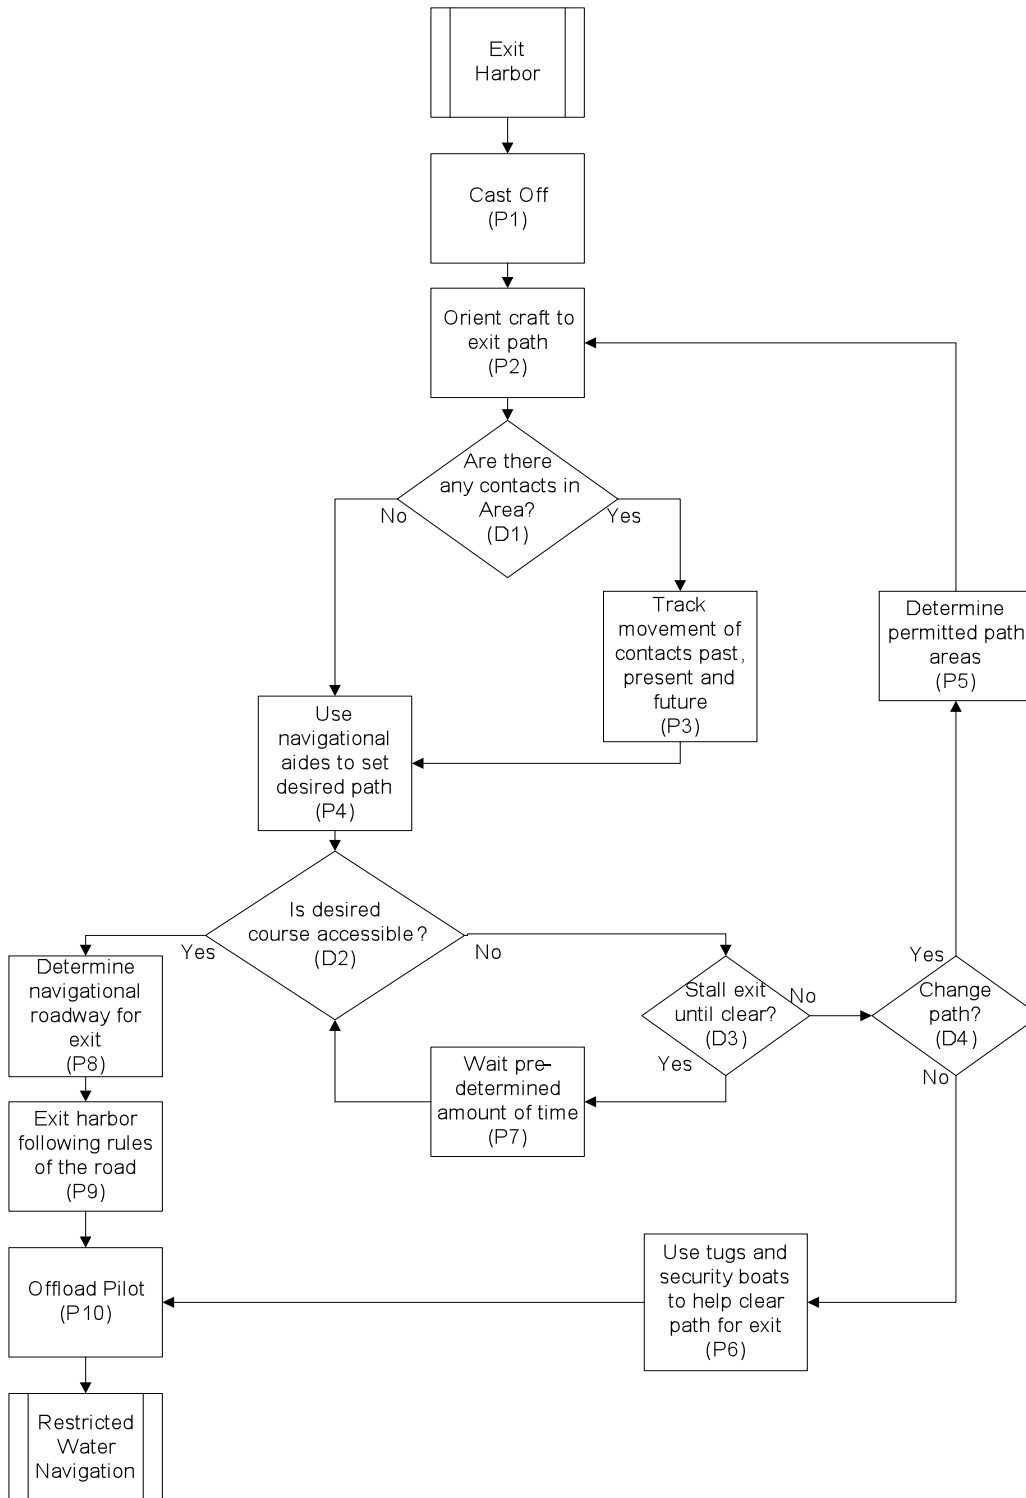 Exit
Harbor
Cast Off
(P1)
Orient craft to
exit path
(P2)
Are there
any contacts in
Area?
(D1)
No
Yes
Track
movement of
contacts past,
present and
future
(P3)
Determine
permitted path
areas
(P5)
Use
navigational
aides to set
desired path
(P4)
Is desired
course accessible?
(D2)
Yes
No
Stall exit
until clear?
(D3)
No
Yes
Change
path?
(D4)
Yes
No
Determine
navigational
roadway for
exit
(P8)
Wait pre-
determined
amount of time
(P7)
Exit harbor
following rules
of the road
(P9)
Use tugs and
security boats
to help clear
path for exit
(P6)
Offload Pilot
(P10)
Restricted
Water
Navigation